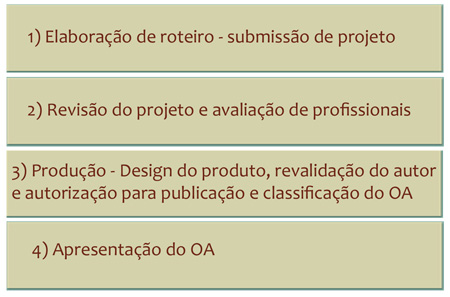 1) Elaboração de roteiro - submissão de projeto
2) Revisão do projeto e avaliação de profissionais
3) Produção - Design do produto, revalidação do autor
e autorização para publicação e classificação do OA
4) Apresentação do OA